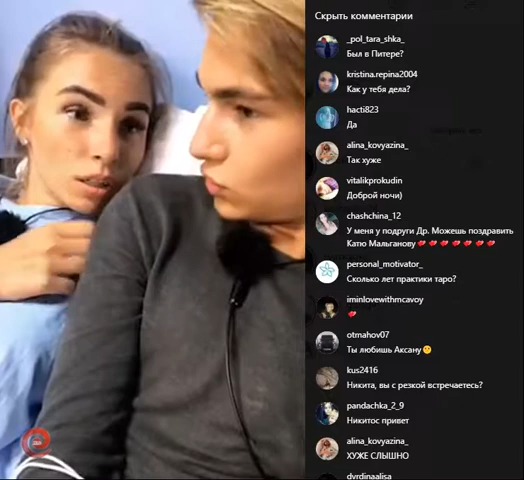 Скрыть комментарии
_pol_tara_shka_
Был в Питере?
kristina.repina2004
Как у тебя дела?
hacti823
Да
alina_kovyazina_
Так хуже
vitalikprokudin
Доброй ночи)
chashchina_12
У меня у подруги Др. Можешь поздравить
Катю Мальганову
personal_motivator_
Сколько лет практики таро?
iminlovewithmcavoy
otmahov07
Ты любишь Аксану
kus2416
Никита, вы с резкой встречаетесь?
pandachka_2_9
Никитос привет
alina_kovyazina_
ХУЖЕ СЛЫШНО
dvrdinaalisa